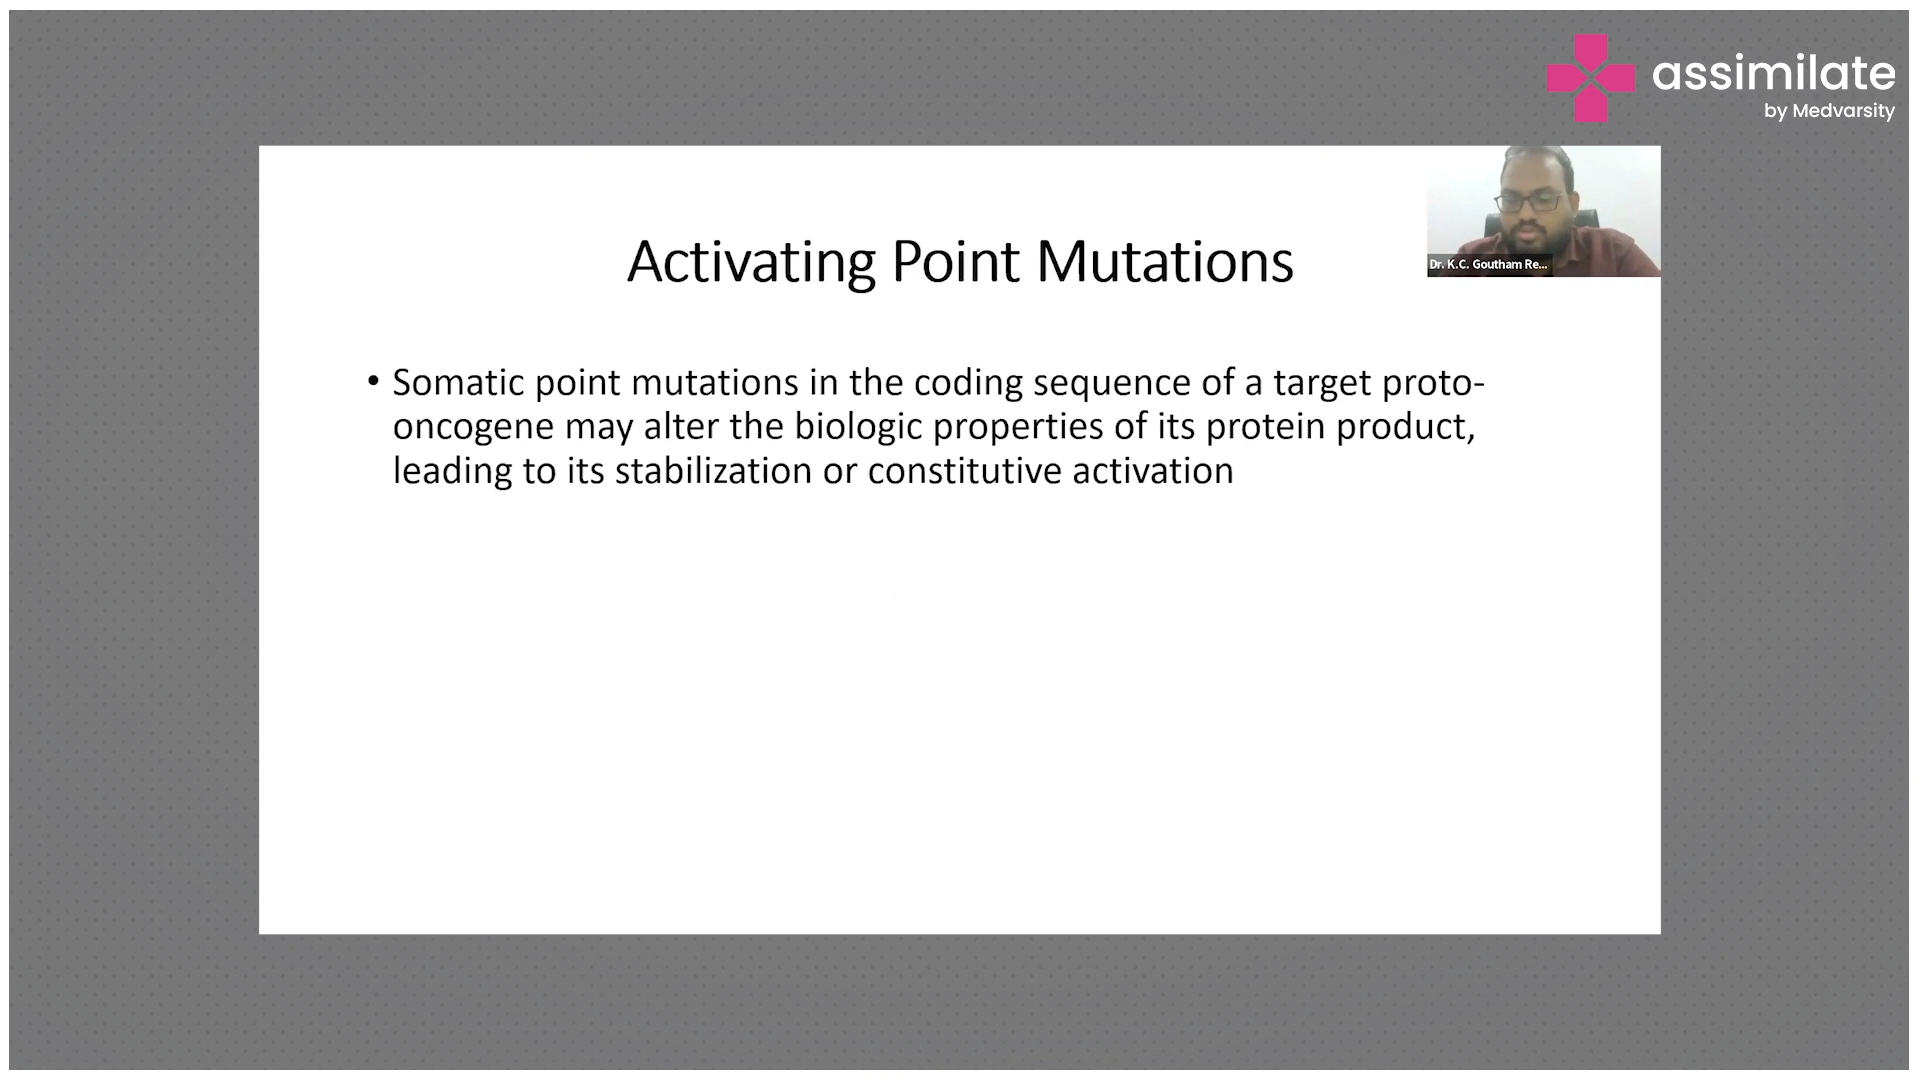 assimilate
by Medvarsity
Activating Point Mutations
Dr. K.C. Goutham Re...
• Somatic point mutations in the coding sequence of a target proto-
oncogene may alter the biologic properties of its protein product,
leading to its stabilization or constitutive activation